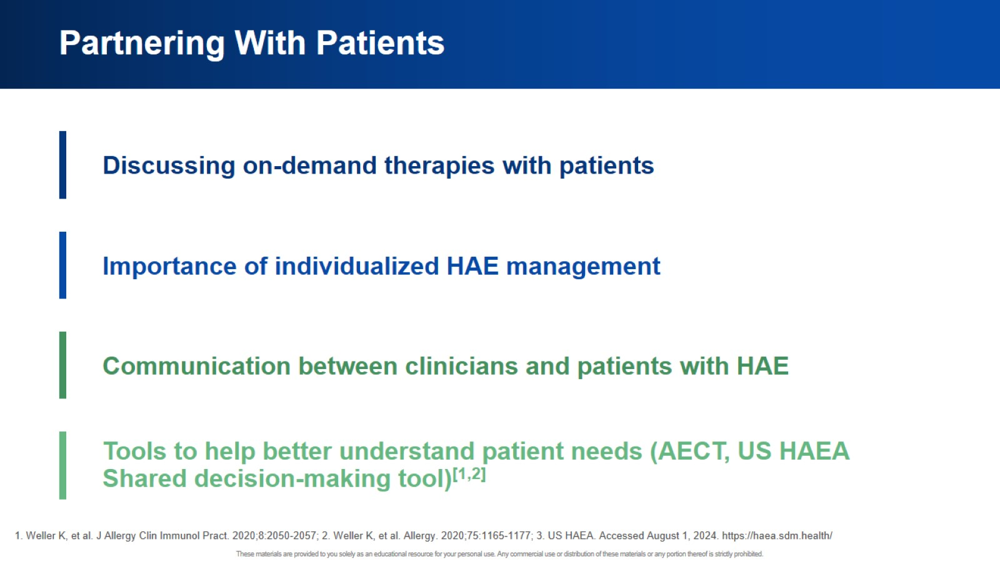 Partnering With Patients
Discussing on-demand therapies with patients
Importance of individualized HAE management
Communication between clinicians and patients with HAE
Tools to help better understand patient needs (AECT, US HAEA
Shared decision-making tool)[1,2]
1. Weller K, et al. J Allergy Clin Immunol Pract. 2020;8:2050-2057; 2. Weller K, et al. Allergy. 2020;75:1165-1177; 3. US HAEA. Accessed August 1, 2024. https://haea.sdm.health/
These materials are provided to you solely as an educational resource for your personal use. Any commercial use or distribution of these materials or any portion thereof is strictly prohibited.